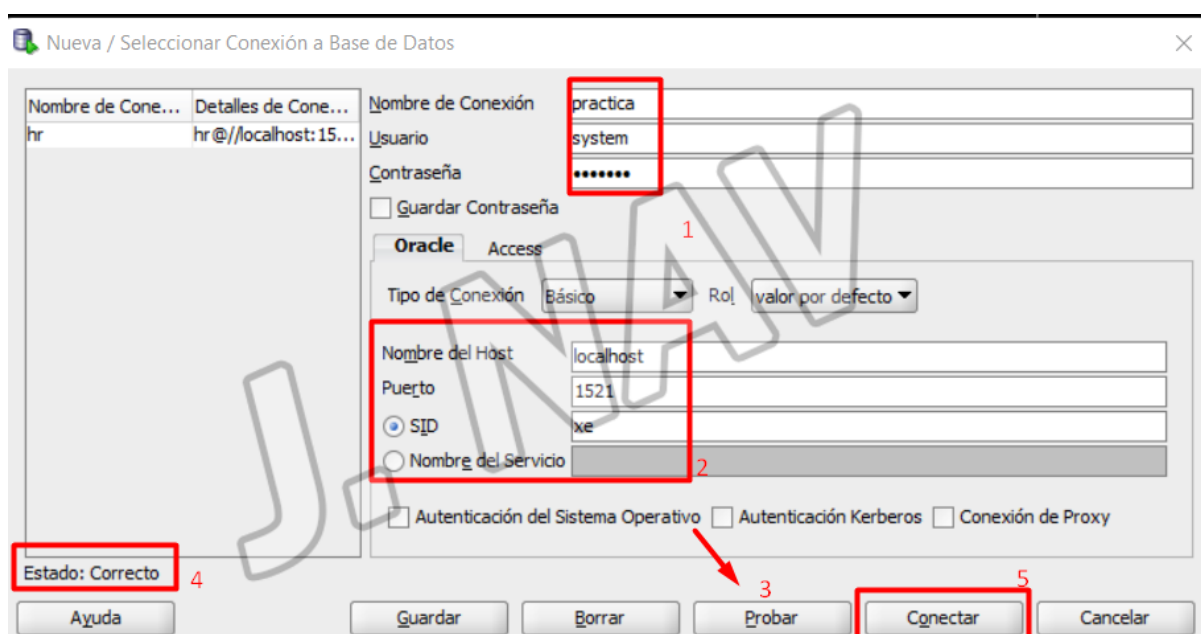 Nueva / Seleccionar Conexión a Base de Datos
Nombre de Cone... Detalles de Cone...
hr hr@//localhost:15...
Nombre de Conexión practica
Usuario system
Contraseña •••••••
Guardar Contraseña
1
Oracle Access
Tipo de Conexión Básico Rol valor por defecto
Nombre del Host localhost
Puerto 1521
SID xe
Nombre del Servicio
2
Autenticación del Sistema Operativo Autenticación Kerberos Conexión de Proxy
Estado: Correcto 4
3 5
Ayuda Guardar Borrar Probar Conectar Cancelar
J. NAV